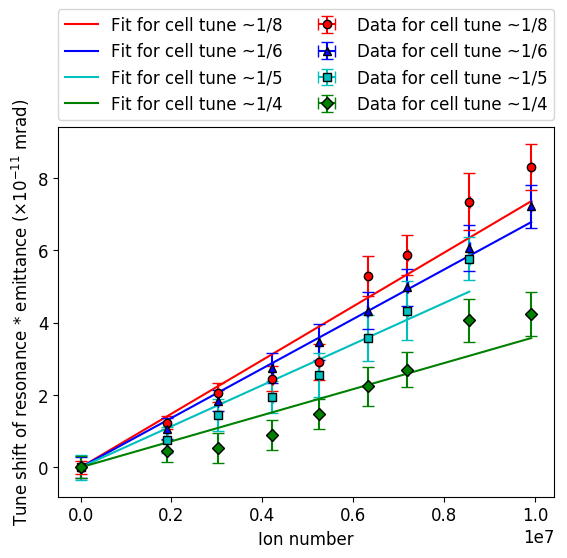 Fit for cell tune ~1/8
Fit for cell tune ~1/6
Fit for cell tune ~1/5
Fit for cell tune ~1/4
Data for cell tune ~1/8
Data for cell tune ~1/6
Data for cell tune ~1/5
Data for cell tune ~1/4
Tune shift of resonance * emittance (×10⁻¹¹ mrad)
8
6
4
2
0
0.0 0.2 0.4 0.6 0.8 1.0
1e7
Ion number